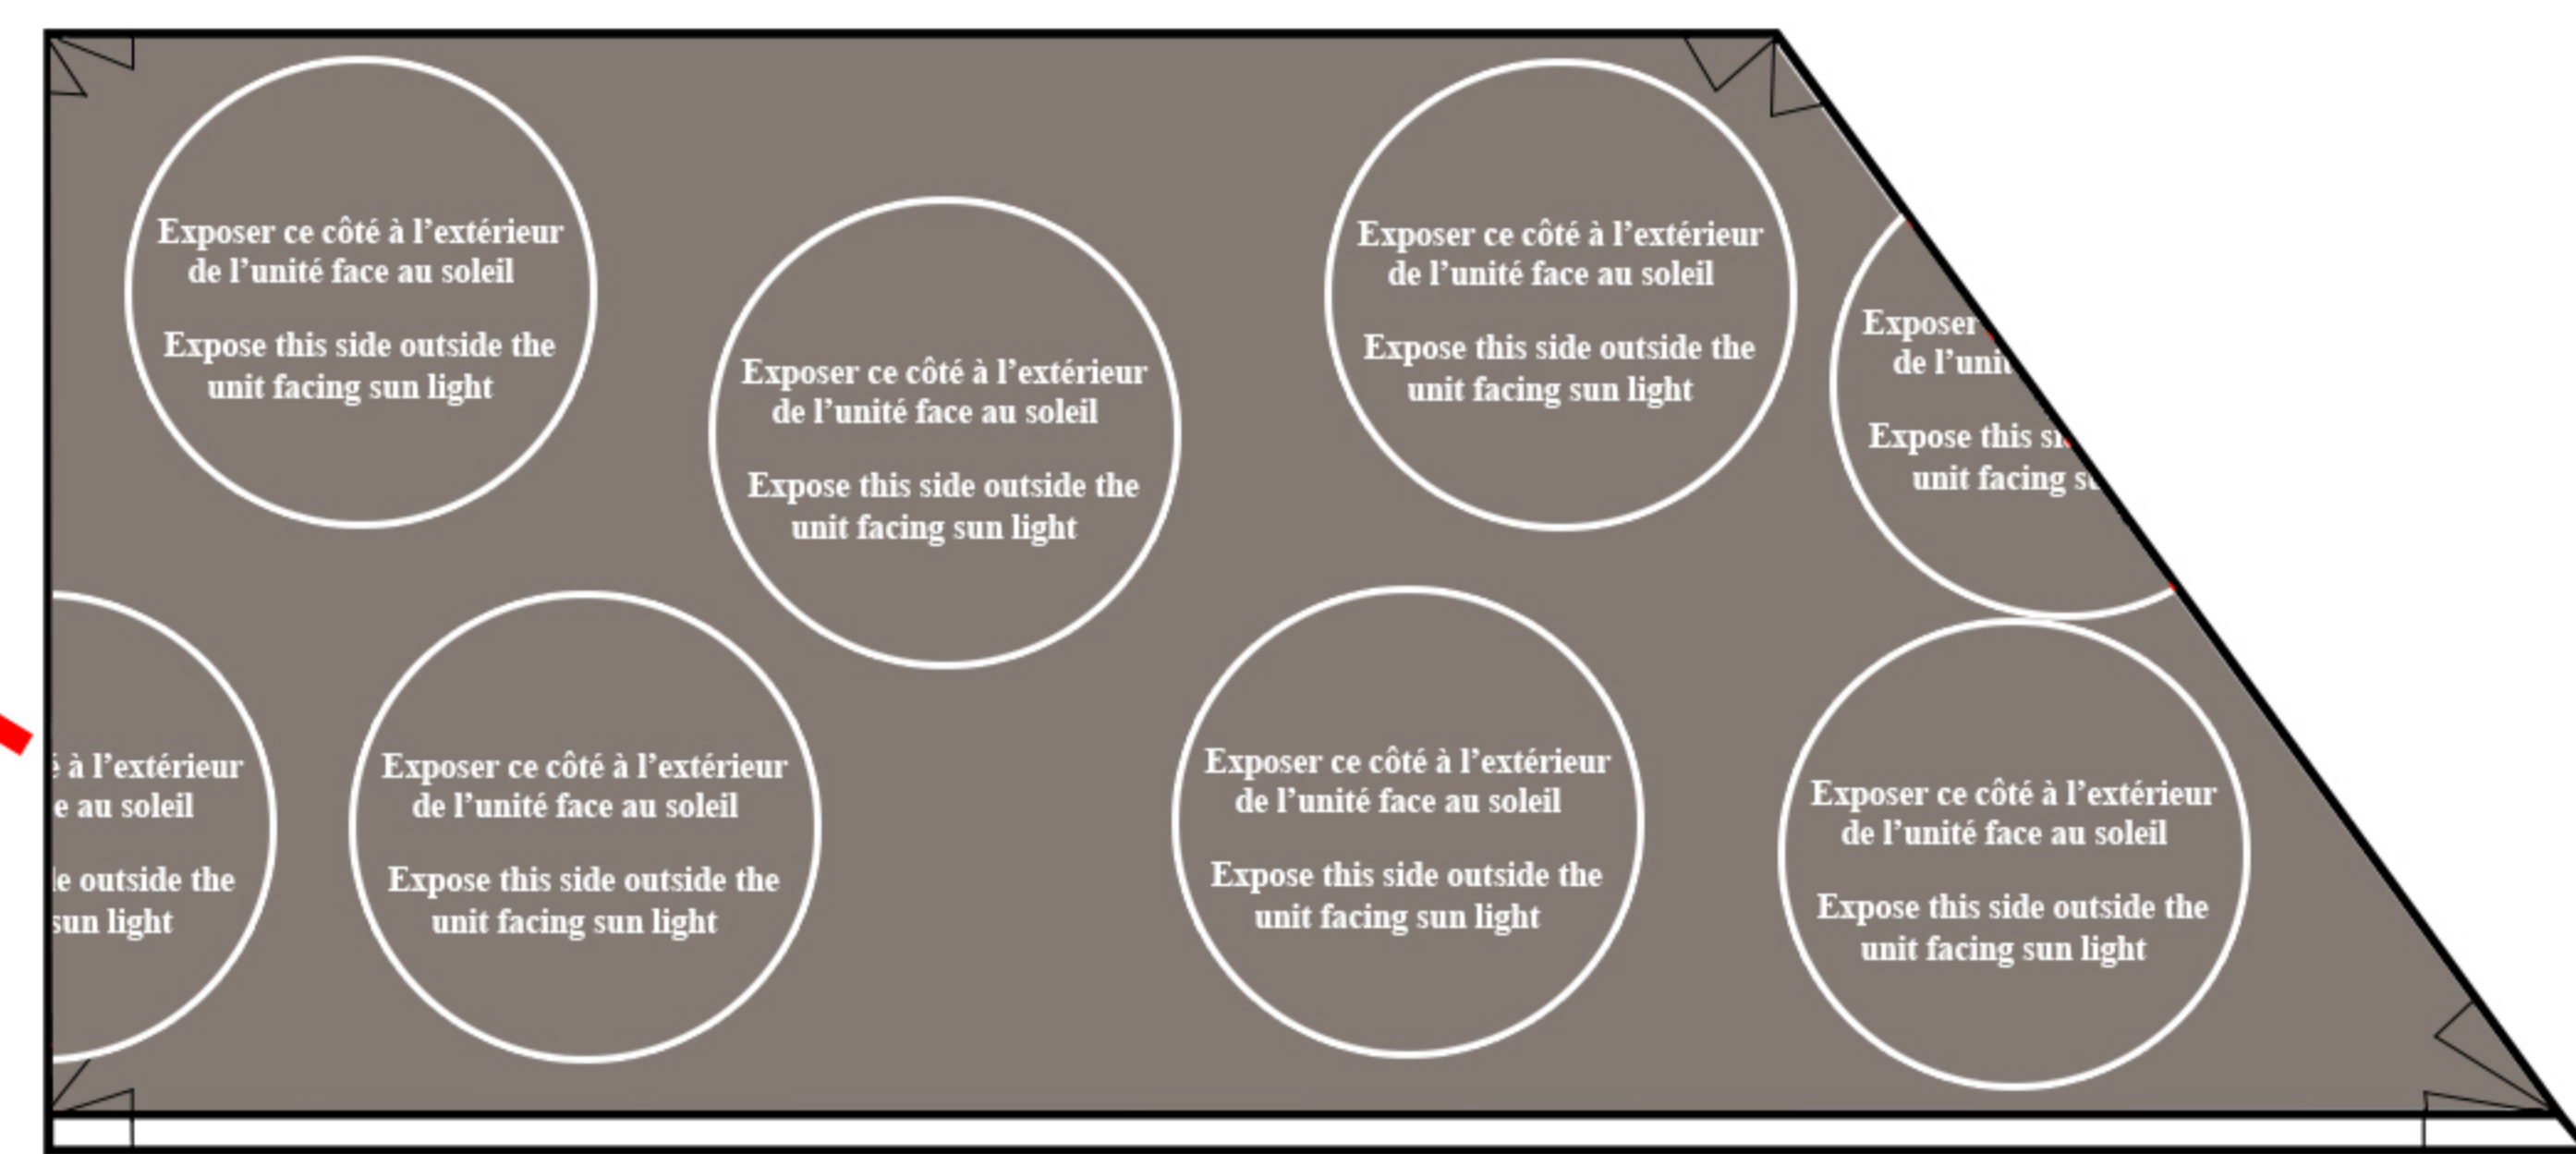 Exposer ce côté à l’extérieur
de l’unité face au soleil
Expose this side outside the
unit facing sun light
Exposer ce côté à l’extérieur
de l’unité face au soleil
Expose this side outside the
unit facing sun light
Exposer ce côté à l’extérieur
de l’unité face au soleil
Expose this side outside the
unit facing sun light
Exposer
de l’unit
Expose this
unit facing
à l’extérieur
au soleil
outside the
sun light
Exposer ce côté à l’extérieur
de l’unité face au soleil
Expose this side outside the
unit facing sun light
Exposer ce côté à l’extérieur
de l’unité face au soleil
Expose this side outside the
unit facing sun light
Exposer ce côté à l’extérieur
de l’unité face au soleil
Expose this side outside the
unit facing sun light